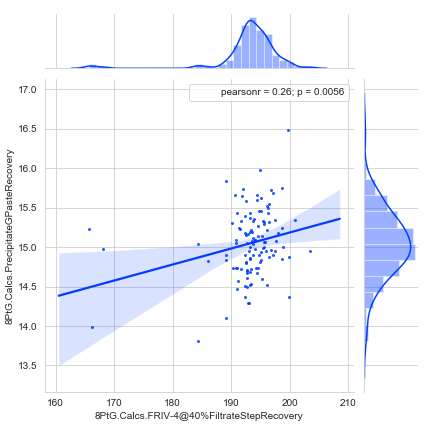 pearsonr = 0.26; p = 0.0056
17.0
16.5
16.0
15.5
15.0
14.5
14.0
13.5
8PtG.Calcs.PrecipitateGPasteRecovery
160 170 180 190 200 210
8PtG.Calcs.FRIV-4@40%FiltrateStepRecovery